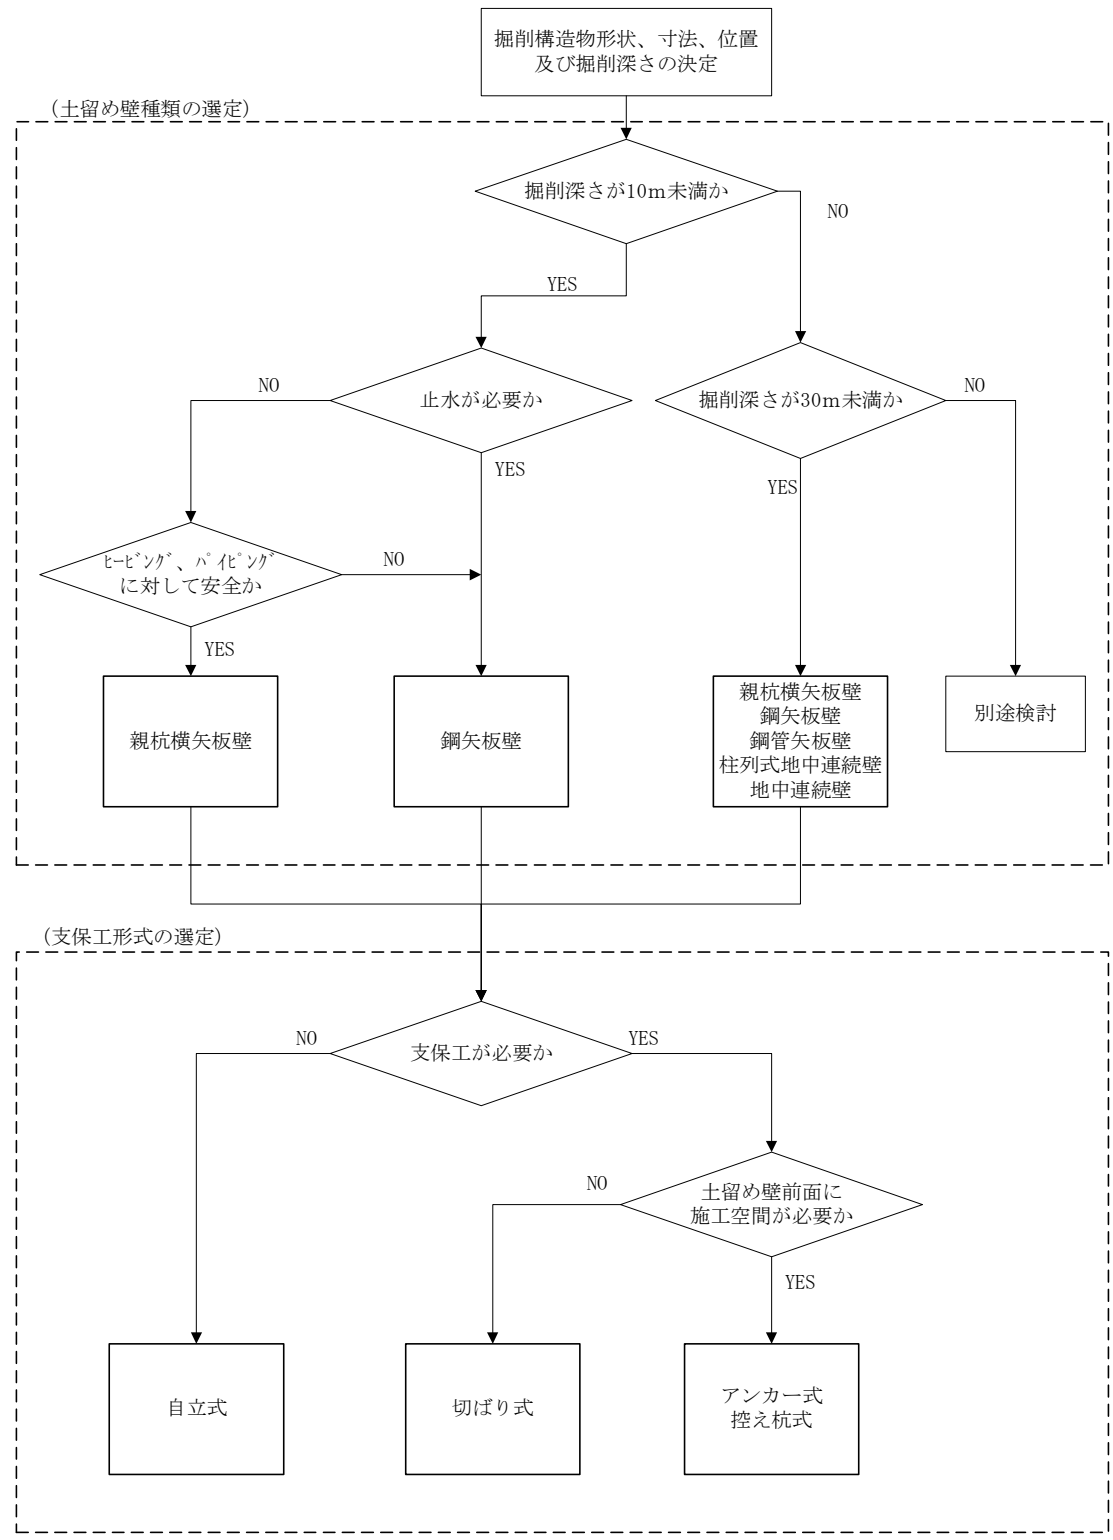 掘削構造物形状、寸法、位置
及び掘削深さの決定
(土留め壁種類の選定)
掘削深さが10m未満か
NO
YES
止水が必要か
NO
YES
掘削深さが30m未満か
NO
YES
ﾋｰﾋﾞﾝｸﾞ、ﾊﾟｲﾋﾟﾝｸﾞ
に対して安全か
NO
YES
親杭横矢板壁
鋼矢板壁
親杭横矢板壁
鋼矢板壁
鋼管矢板壁
柱列式地中連続壁
地中連続壁
別途検討
(支保工形式の選定)
支保工が必要か
NO
YES
土留め壁前面に
施工空間が必要か
NO
YES
自立式
切ばり式
アンカー式
控え杭式